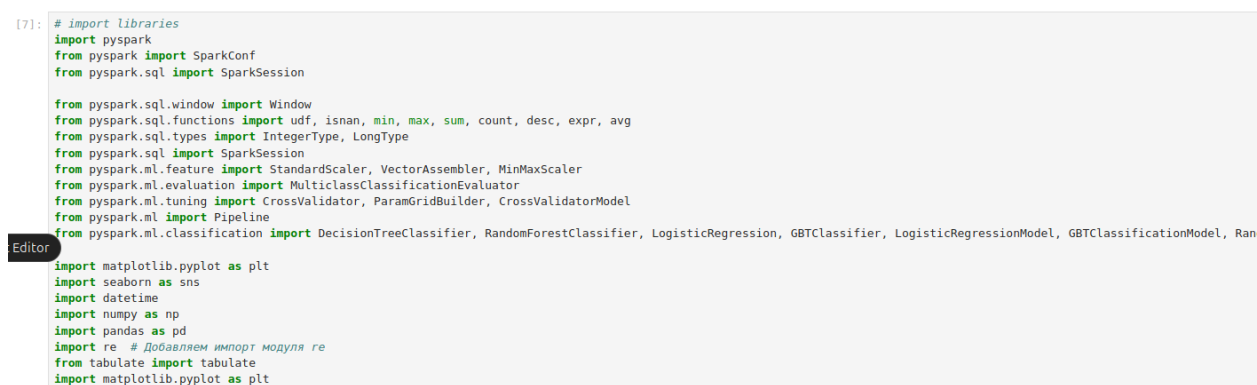 [7]: # import libraries
import pyspark
from pyspark import SparkConf
from pyspark.sql import SparkSession
from pyspark.sql.window import Window
from pyspark.sql.functions import udf, isnan, min, max, sum, count, desc, expr, avg
from pyspark.sql.types import IntegerType, LongType
from pyspark.sql import SparkSession
from pyspark.ml.feature import StandardScaler, VectorAssembler, MinMaxScaler
from pyspark.ml.evaluation import MulticlassClassificationEvaluator
from pyspark.ml.tuning import CrossValidator, ParamGridBuilder, CrossValidatorModel
from pyspark.ml import Pipeline
from pyspark.ml.classification import DecisionTreeClassifier, RandomForestClassifier, LogisticRegression, GBTClassifier, LogisticRegressionModel, GBTClassificationModel, Ran
Editor
import matplotlib.pyplot as plt
import seaborn as sns
import datetime
import numpy as np
import pandas as pd
import re # Добавляем импорт модуля re
from tabulate import tabulate
import matplotlib.pyplot as plt